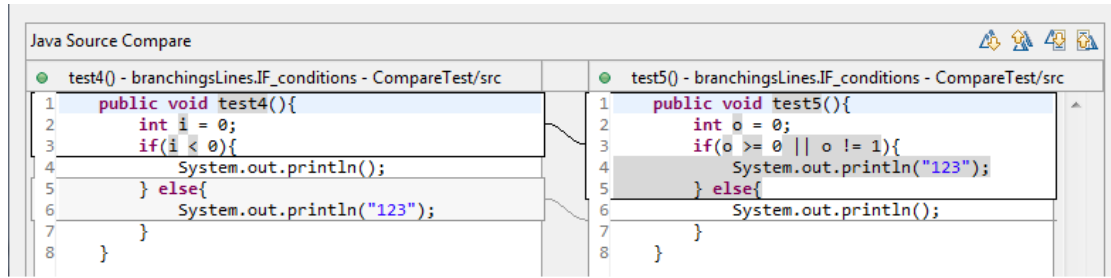 Java Source Compare
test4() - branchingsLines.IF_conditions - CompareTest/src
1 public void test4(){
2 int i = 0;
3 if(i < 0){
4 System.out.println();
5 } else{
6 System.out.println("123");
7 }
8 }
test5() - branchingsLines.IF_conditions - CompareTest/src
1 public void test5(){
2 int o = 0;
3 if(o >= 0 || o != 1){
4 System.out.println("123");
5 } else{
6 System.out.println();
7 }
8 }